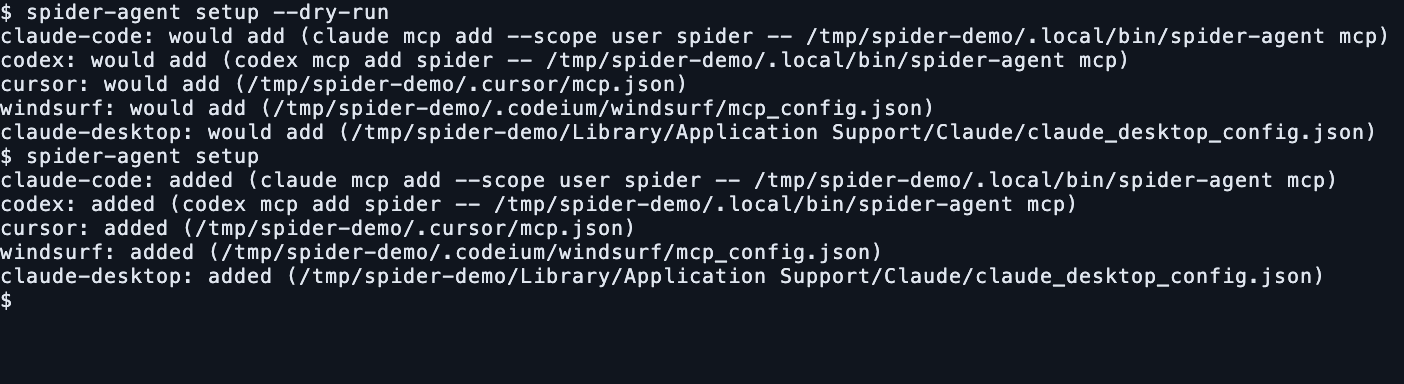 $ spider-agent setup --dry-run
claude-code: would add (claude mcp add --scope user spider -- /tmp/spider-demo/.local/bin/spider-agent mcp)
codex: would add (codex mcp add spider -- /tmp/spider-demo/.local/bin/spider-agent mcp)
cursor: would add (/tmp/spider-demo/.cursor/mcp.json)
windsurf: would add (/tmp/spider-demo/.codeium/windsurf/mcp_config.json)
claude-desktop: would add (/tmp/spider-demo/Library/Application Support/Claude/claude_desktop_config.json)
$ spider-agent setup
claude-code: added (claude mcp add --scope user spider -- /tmp/spider-demo/.local/bin/spider-agent mcp)
codex: added (codex mcp add spider -- /tmp/spider-demo/.local/bin/spider-agent mcp)
cursor: added (/tmp/spider-demo/.cursor/mcp.json)
windsurf: added (/tmp/spider-demo/.codeium/windsurf/mcp_config.json)
claude-desktop: added (/tmp/spider-demo/Library/Application Support/Claude/claude_desktop_config.json)
$